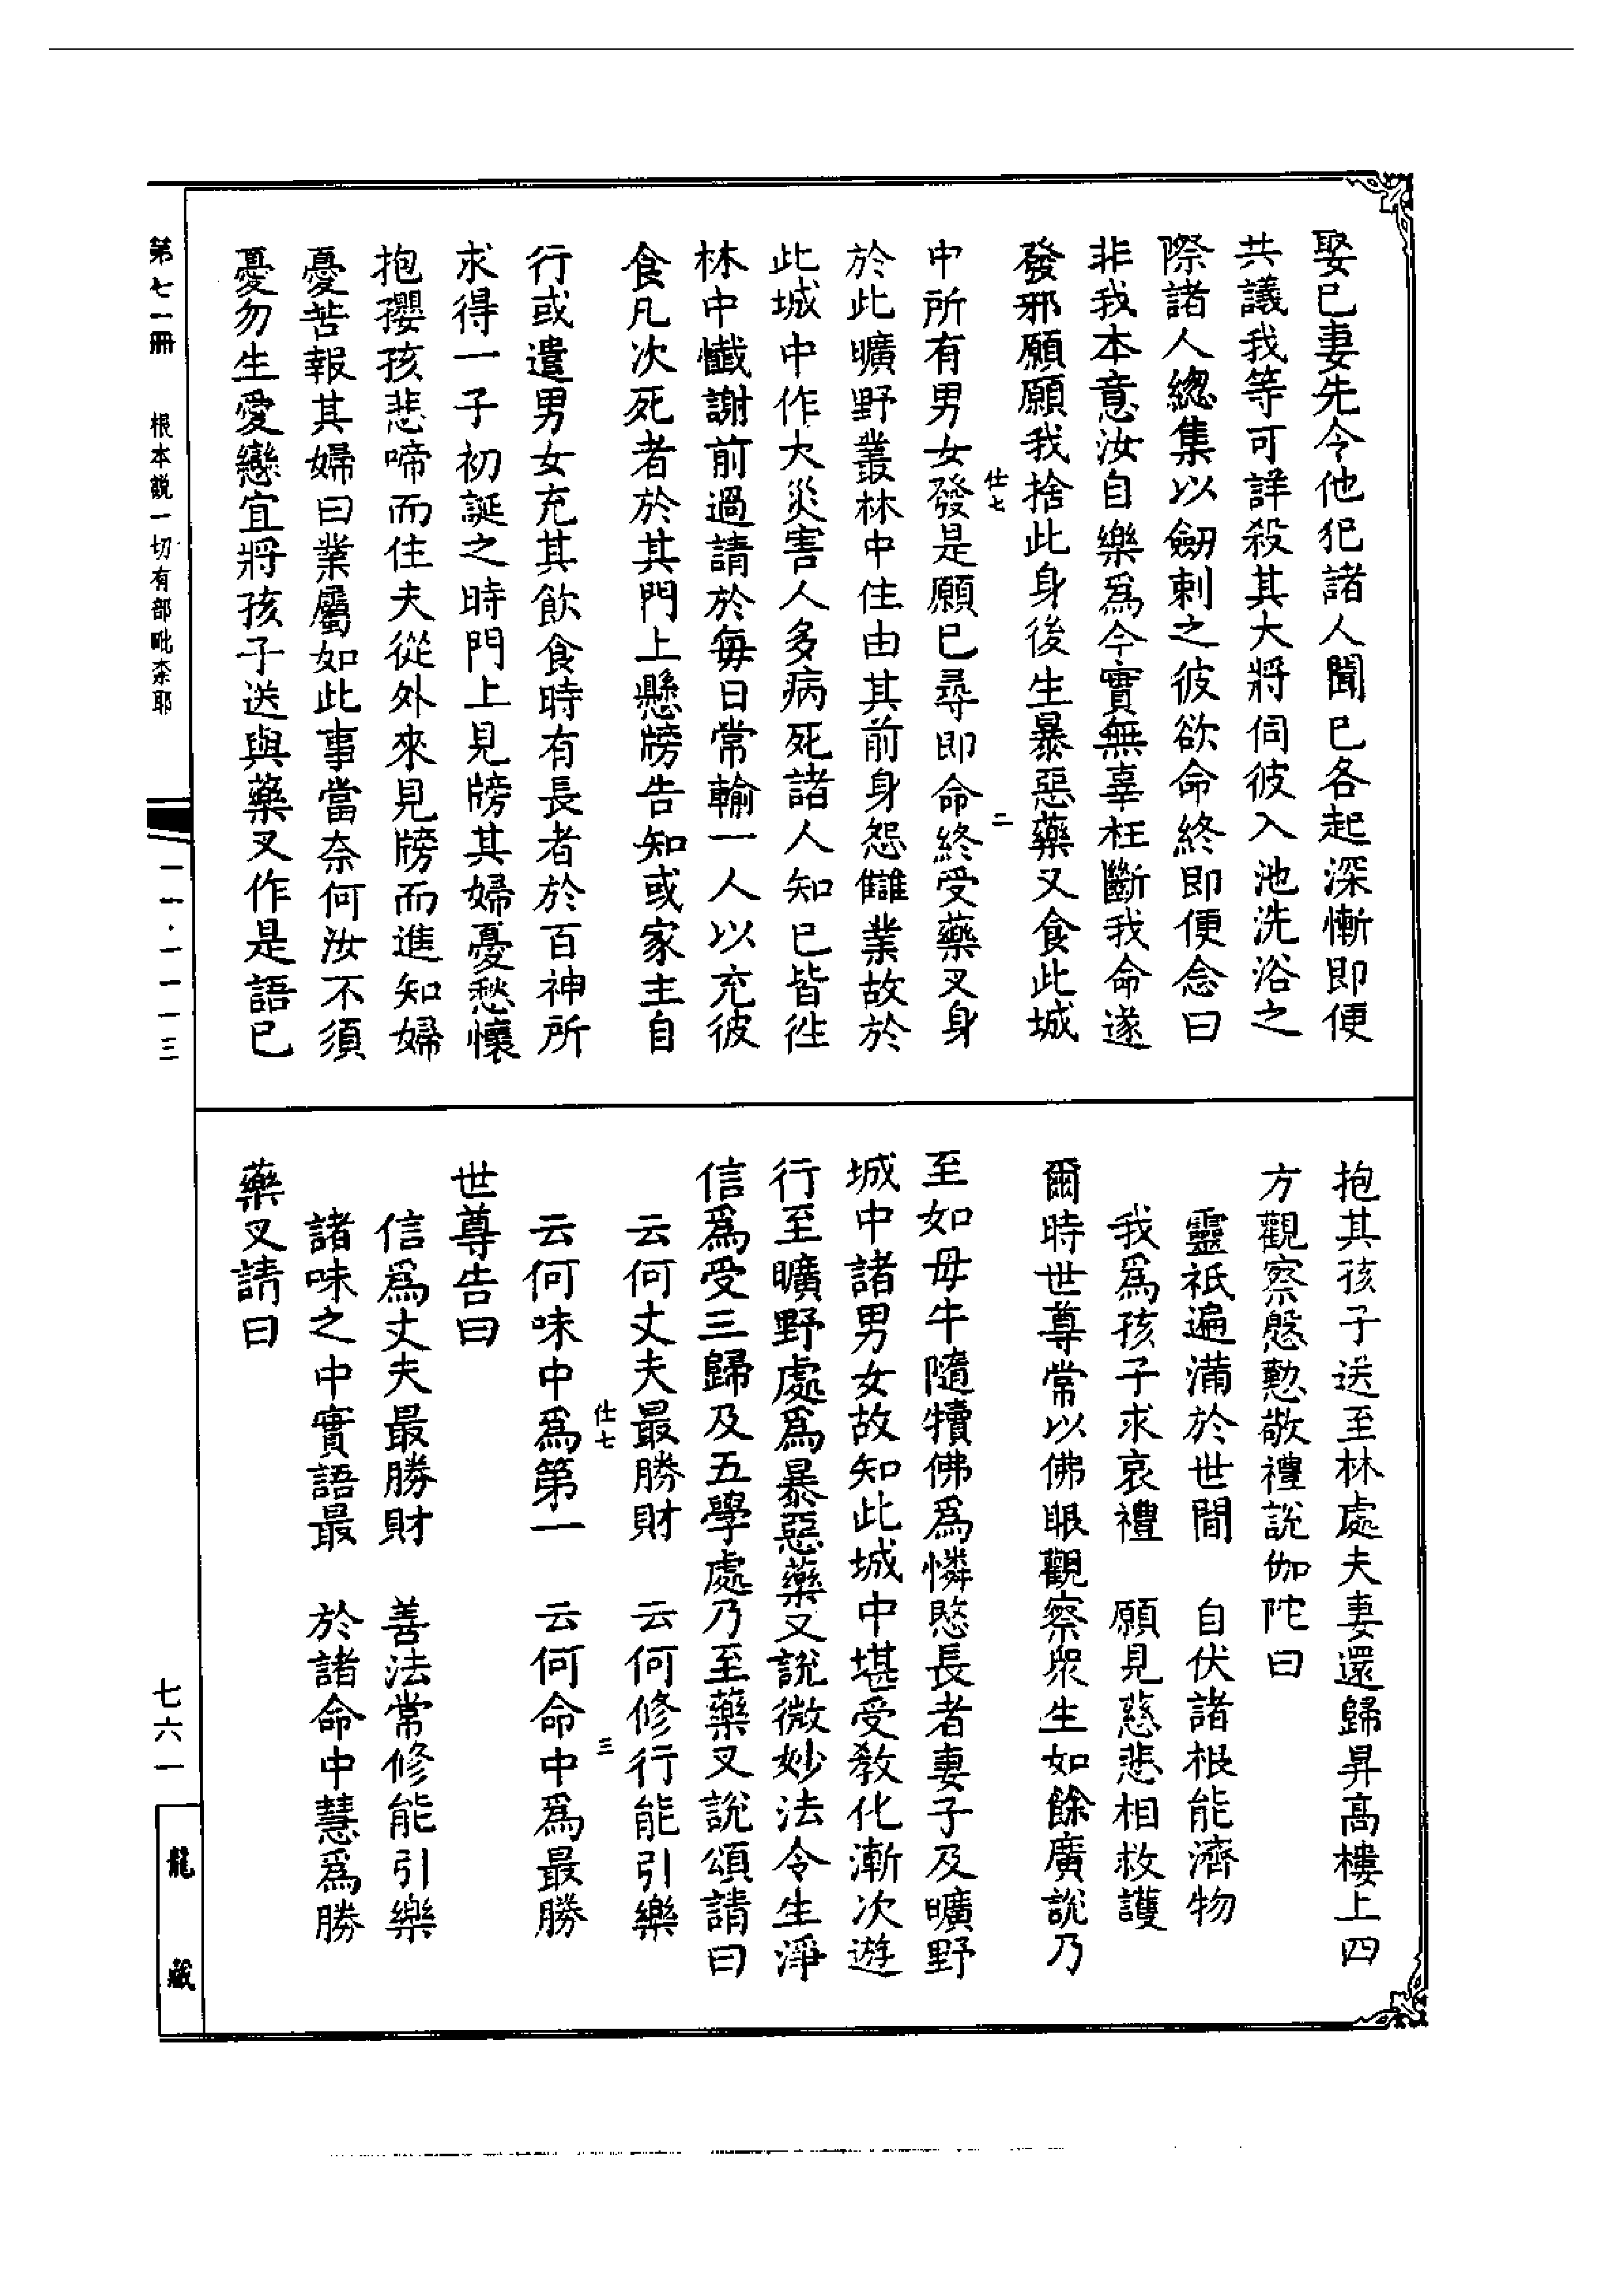 娶已妻先令他犯諸人聞已各起深慚即便
共議我等可詳殺其大將伺彼入池洗浴之
際諸人緫集以劒刺之彼欲命終即便念曰
非我本意汝自樂爲今實無辜枉斷我命遂
發邪願願我捨此身後生暴惡藥叉食此城
仕七 二
中所有男女發是願已尋即命終受藥叉身
於此曠野叢林中住由其前身怨讎業故於
此城中作大災害人多病死諸人知已皆徃
林中懺謝前過請於每日常輸一人以充彼
食凡次死者於其門上懸牓告知或家主自
行或遣男女充其飲食時有長者於百神所
求得一子初誕之時門上見牓其婦憂愁懷
抱孾孩悲啼而住夫從外來見牓而進知婦
憂苦報其婦曰業屬如此事當奈何汝不須
憂勿生愛戀宜將孩子送與藥叉作是語已
抱其孩子送至林處夫妻還歸昇高樓上四
方觀察慇懃敬禮說伽陀曰
靈祇遍滿於世間　自伏諸根能濟物
我爲孩子求哀禮　願見慈悲相救護
爾時世尊常以佛眼觀察衆生如餘廣說乃
至如母牛隨犢佛爲憐愍長者妻子及曠野
城中諸男女故知此城中堪受教化漸次遊
行至曠野處爲暴惡藥叉說微妙法令生淨
信爲受三歸及五學處乃至藥叉說頌請曰
云何丈夫最勝財　云何修行能引樂
仕七 三
云何味中爲第一　云何命中爲最勝
世尊告曰
信爲丈夫最勝財　善法常修能引樂
諸味之中實語最　於諸命中慧爲勝
藥叉請曰
第七一冊　根本說一切有部毗柰耶　一一·一一一三　七六一　龍藏